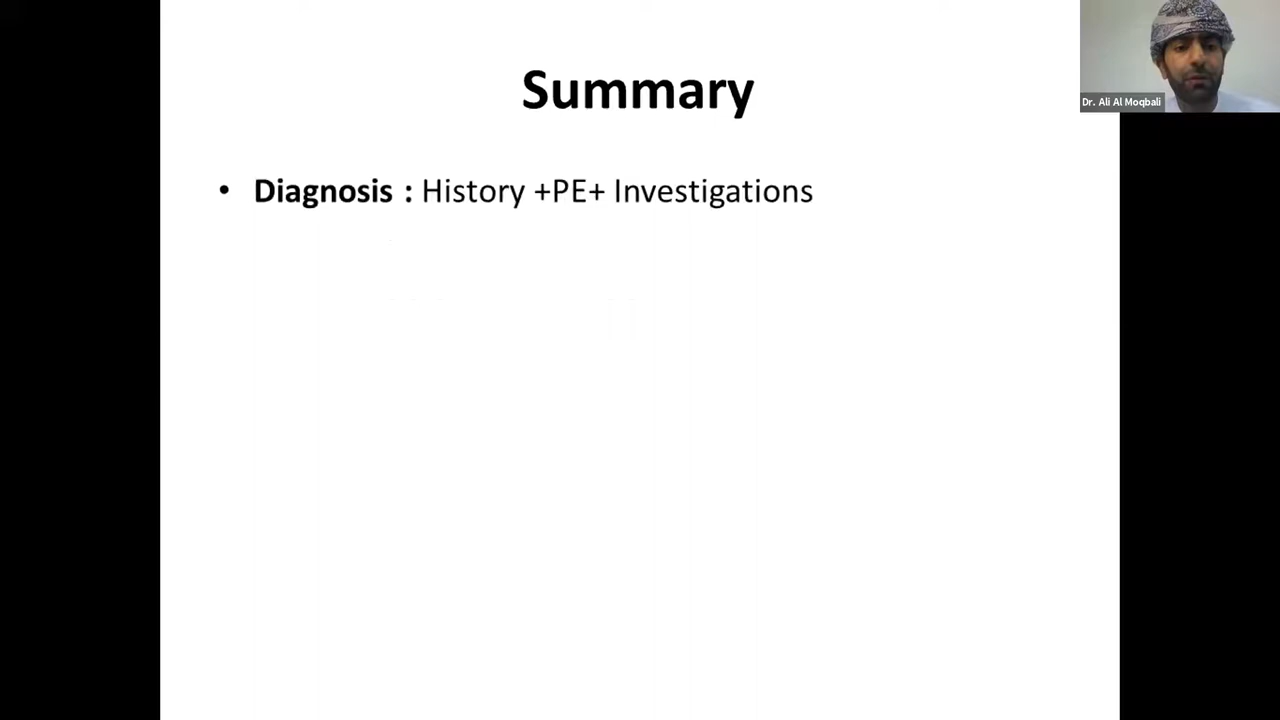 Summary
Dr. Ali Al Moqbali
• Diagnosis : History +PE+ Investigations